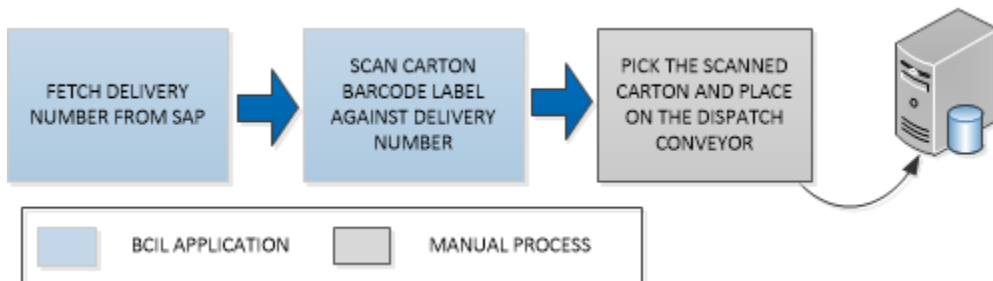 FETCH DELIVERY
NUMBER FROM SAP
SCAN CARTON
BARCODE LABEL
AGAINST DELIVERY
NUMBER
PICK THE SCANNED
CARTON AND PLACE
ON THE DISPATCH
CONVEYOR
BCIL APPLICATION
MANUAL PROCESS